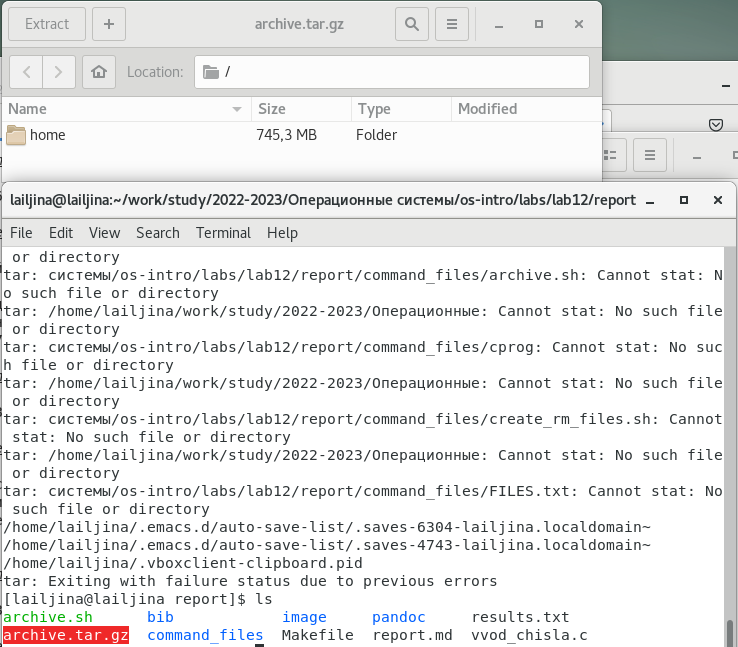 Extract
archive.tar.gz
Location: /
Name Size Type Modified
home 745,3 MB Folder
lailjina@lailjina:~/work/study/2022-2023/Операционные системы/os-intro/labs/lab12/report
File Edit View Search Terminal Help
or directory
tar: системы/os-intro/labs/lab12/report/command_files/archive.sh: Cannot stat: N
o such file or directory
tar: /home/lailjina/work/study/2022-2023/Операционные: Cannot stat: No such file
or directory
tar: системы/os-intro/labs/lab12/report/command_files/cprog: Cannot stat: No suc
h file or directory
tar: /home/lailjina/work/study/2022-2023/Операционные: Cannot stat: No such file
or directory
tar: системы/os-intro/labs/lab12/report/command_files/create_rm_files.sh: Cannot
stat: No such file or directory
tar: /home/lailjina/work/study/2022-2023/Операционные: Cannot stat: No such file
or directory
tar: системы/os-intro/labs/lab12/report/command_files/FILES.txt: Cannot stat: No
such file or directory
/home/lailjina/.emacs.d/auto-save-list/.saves-6304-lailjina.localdomain~
/home/lailjina/.emacs.d/auto-save-list/.saves-4743-lailjina.localdomain~
/home/lailjina/.vboxclient-clipboard.pid
tar: Exiting with failure status due to previous errors
[lailjina@lailjina report]$ ls
archive.sh bib image pandoc results.txt
archive.tar.gz command_files Makefile report.md vvod_chisla.c